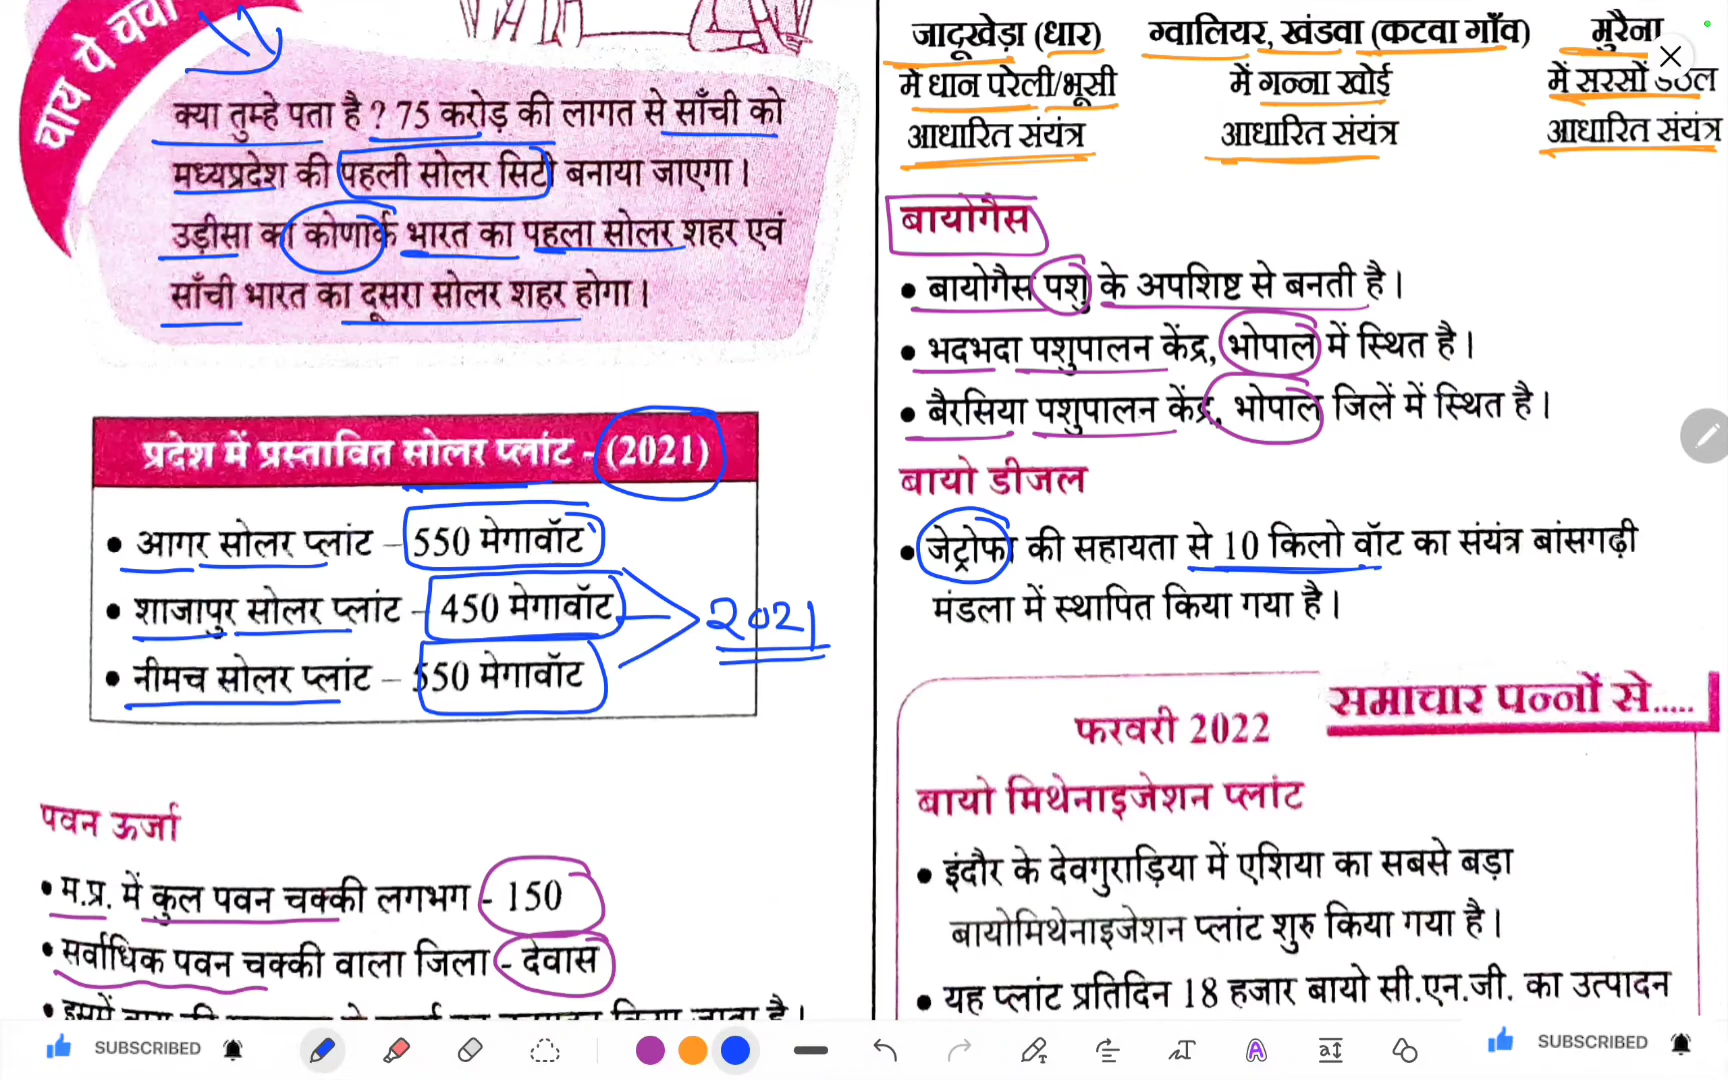 चाय पे चर्चा
क्या तुम्हे पता है ? 75 करोड़ की लागत से साँची को
मध्यप्रदेश की पहली सोलर सिटी बनाया जाएगा।
उड़ीसा का कोणार्क भारत का पहला सोलर शहर एवं
साँची भारत का दूसरा सोलर शहर होगा।
प्रदेश में प्रस्तावित सोलर प्लांट - (2021)
• आगर सोलर प्लांट – 550 मेगावॉट
• शाजापुर सोलर प्लांट – 450 मेगावॉट
• नीमच सोलर प्लांट – 550 मेगावॉट
2021
पवन ऊर्जा
• म.प्र. में कुल पवन चक्की लगभग - 150
• सर्वाधिक पवन चक्की वाला जिला - देवास
जादूखेड़ा (धार) ग्वालियर, खंडवा (कटवा गाँव) मुरैना
में धान परेली/भूसी में गन्ना खोई में सरसों डंठल
आधारित संयंत्र आधारित संयंत्र आधारित संयंत्र
बायोगैस
• बायोगैस पशु के अपशिष्ट से बनती है।
• भदभदा पशुपालन केंद्र, भोपाल में स्थित है।
• बैरसिया पशुपालन केंद्र, भोपाल जिलें में स्थित है।
बायो डीजल
• जेट्रोफा की सहायता से 10 किलो वॉट का संयंत्र बांसगढ़ी
मंडला में स्थापित किया गया है।
समाचार पन्नों से.....
फरवरी 2022
बायो मिथेनाइजेशन प्लांट
• इंदौर के देवगुराड़िया में एशिया का सबसे बड़ा
बायोमिथेनाइजेशन प्लांट शुरु किया गया है।
• यह प्लांट प्रतिदिन 18 हजार बायो सी.एन.जी. का उत्पादन
SUBSCRIBED
SUBSCRIBED